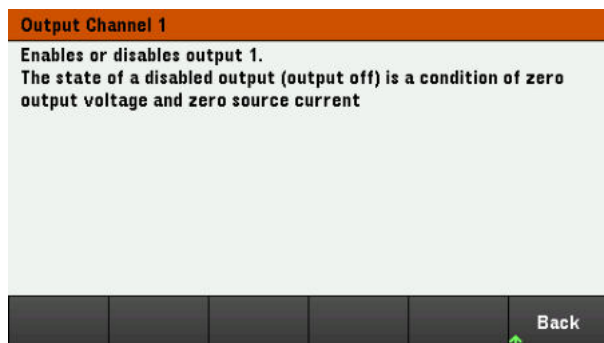 Output Channel 1
Enables or disables output 1.
The state of a disabled output (output off) is a condition of zero
output voltage and zero source current
Back